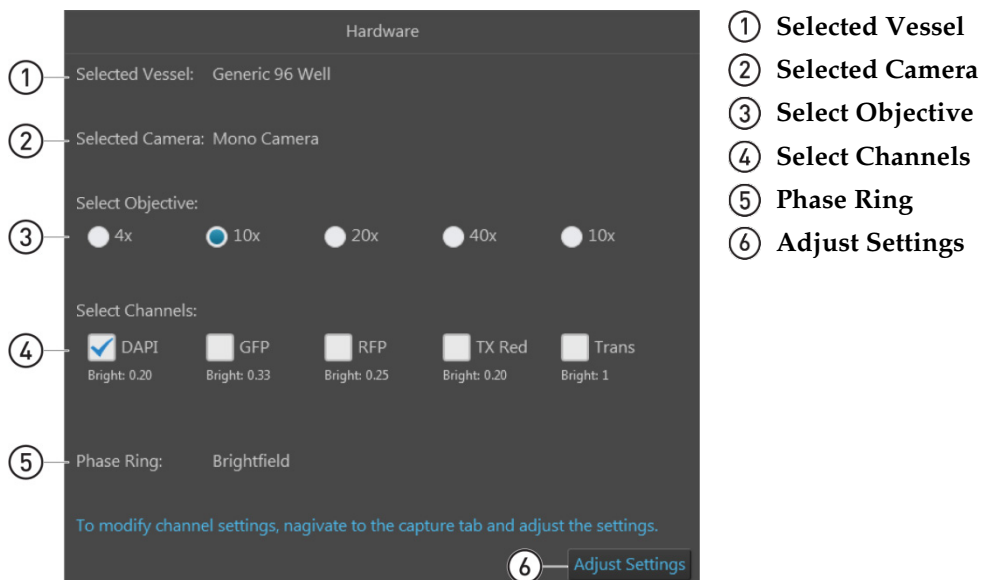 Hardware
① Selected Vessel: Generic 96 Well
② Selected Camera: Mono Camera
Select Objective:
③ 4x 10x 20x 40x 10x
Select Channels:
④ DAPI GFP RFP TX Red Trans
Bright: 0.20 Bright: 0.33 Bright: 0.25 Bright: 0.20 Bright: 1
⑤ Phase Ring: Brightfield
To modify channel settings, nagivate to the capture tab and adjust the settings.
⑥ Adjust Settings
① Selected Vessel
② Selected Camera
③ Select Objective
④ Select Channels
⑤ Phase Ring
⑥ Adjust Settings